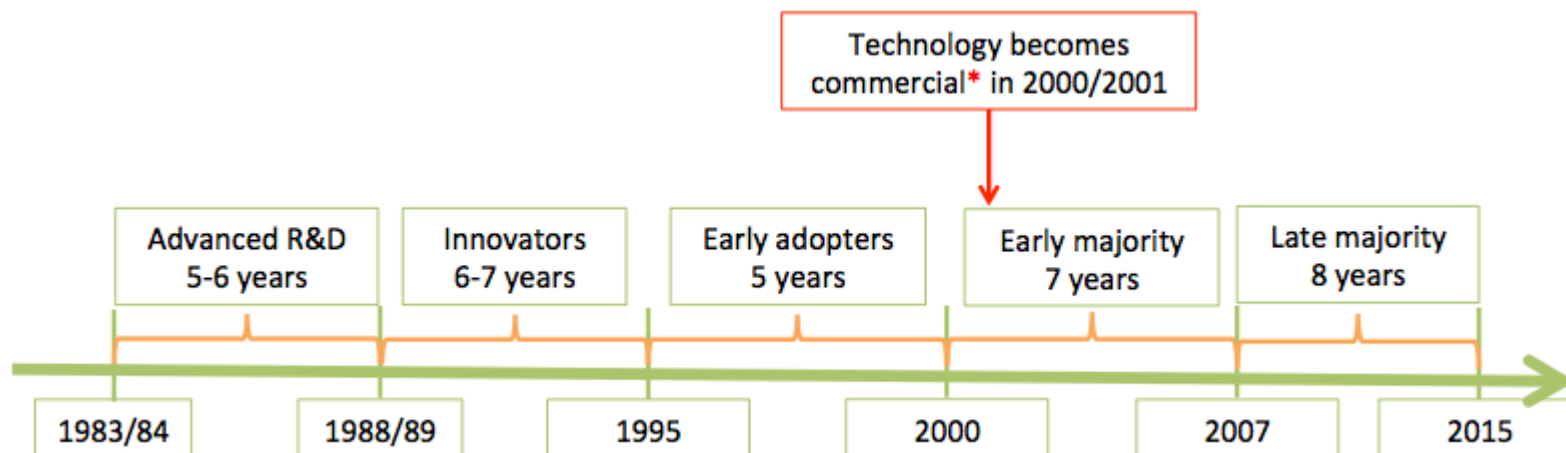 Technology becomes
commercial* in 2000/2001
Advanced R&D
5-6 years
Innovators
6-7 years
Early adopters
5 years
Early majority
7 years
Late majority
8 years
1983/84
1988/89
1995
2000
2007
2015